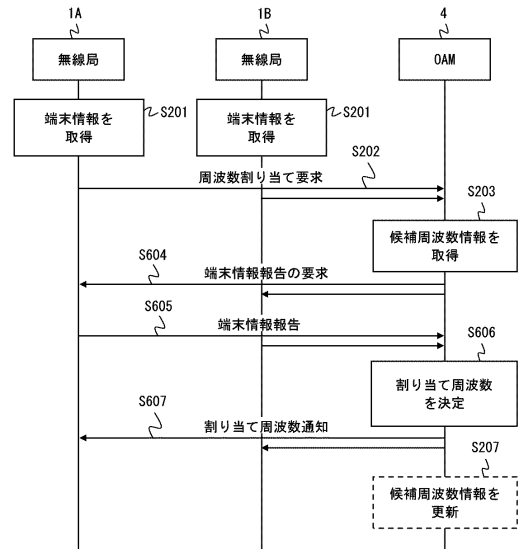 1A
1B
4
無線局
無線局
OAM
端末情報を
取得
S201
端末情報を
取得
S201
S202
周波数割り当て要求
S203
候補周波数情報を
取得
S604
端末情報報告の要求
S605
端末情報報告
S606
割り当て周波数
を決定
S607
割り当て周波数通知
S207
候補周波数情報を
更新